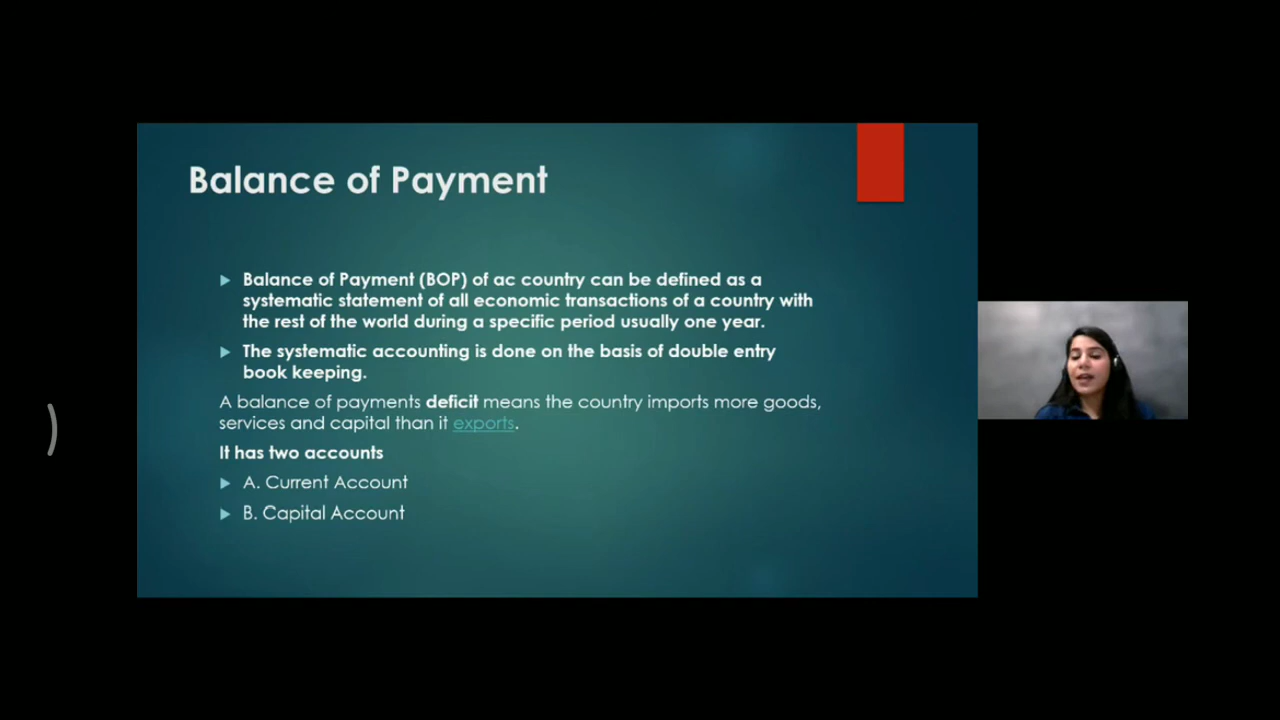 Balance of Payment
Balance of Payment (BOP) of ac country can be defined as a
systematic statement of all economic transactions of a country with
the rest of the world during a specific period usually one year.
The systematic accounting is done on the basis of double entry
book keeping.
A balance of payments deficit means the country imports more goods,
services and capital than it exports.
It has two accounts
A. Current Account
B. Capital Account